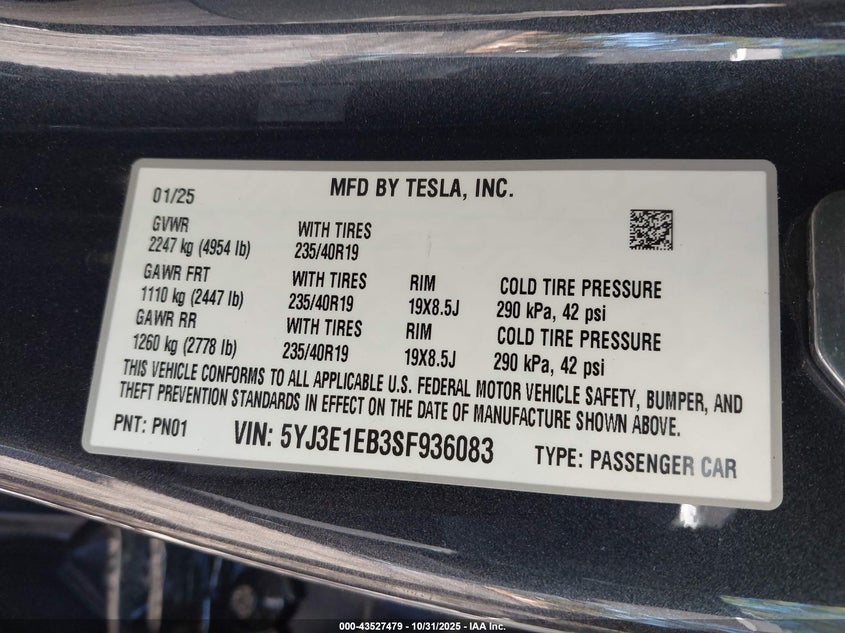 01/25 MFD BY TESLA, INC.
GVWR WITH TIRES
2247 kg (4954 lb) 235/40R19
GAWR FRT WITH TIRES RIM COLD TIRE PRESSURE
1110 kg (2447 lb) 235/40R19 19X8.5J 290 kPa, 42 psi
GAWR RR WITH TIRES RIM COLD TIRE PRESSURE
1260 kg (2778 lb) 235/40R19 19X8.5J 290 kPa, 42 psi
THIS VEHICLE CONFORMS TO ALL APPLICABLE U.S. FEDERAL MOTOR VEHICLE SAFETY, BUMPER, AND
THEFT PREVENTION STANDARDS IN EFFECT ON THE DATE OF MANUFACTURE SHOWN ABOVE.
PNT: PN01 VIN: 5YJ3E1EB3SF936083 TYPE: PASSENGER CAR
000-43527479 - 10/31/2025 - IAA Inc.